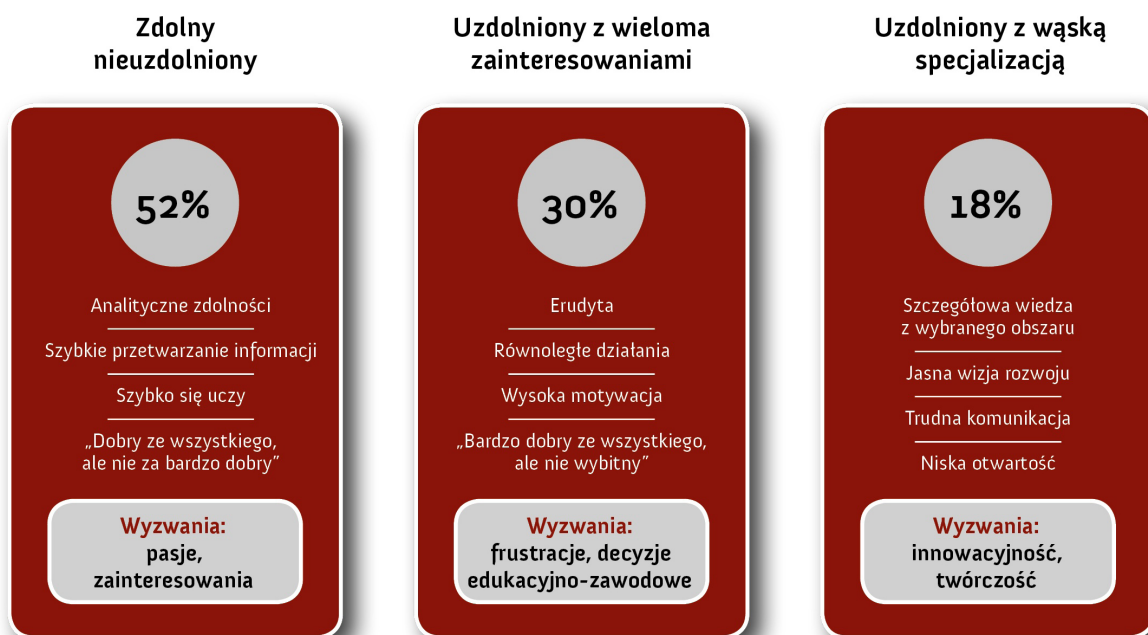 Zdolny
nieuzdolniony
52%
Analityczne zdolności
Szybkie przetwarzanie informacji
Szybko się uczy
„Dobry ze wszystkiego,
ale nie za bardzo dobry”
Wyzwania:
pasje,
zainteresowania
Uzdolniony z wieloma
zainteresowaniami
30%
Erudyta
Równoległe działania
Wysoka motywacja
„Bardzo dobry ze wszystkiego,
ale nie wybitny”
Wyzwania:
frustracje, decyzje
edukacyjno-zawodowe
Uzdolniony z wąską
specjalizacją
18%
Szczegółowa wiedza
z wybranego obszaru
Jasna wizja rozwoju
Trudna komunikacja
Niska otwartość
Wyzwania:
innowacyjność,
twórczość